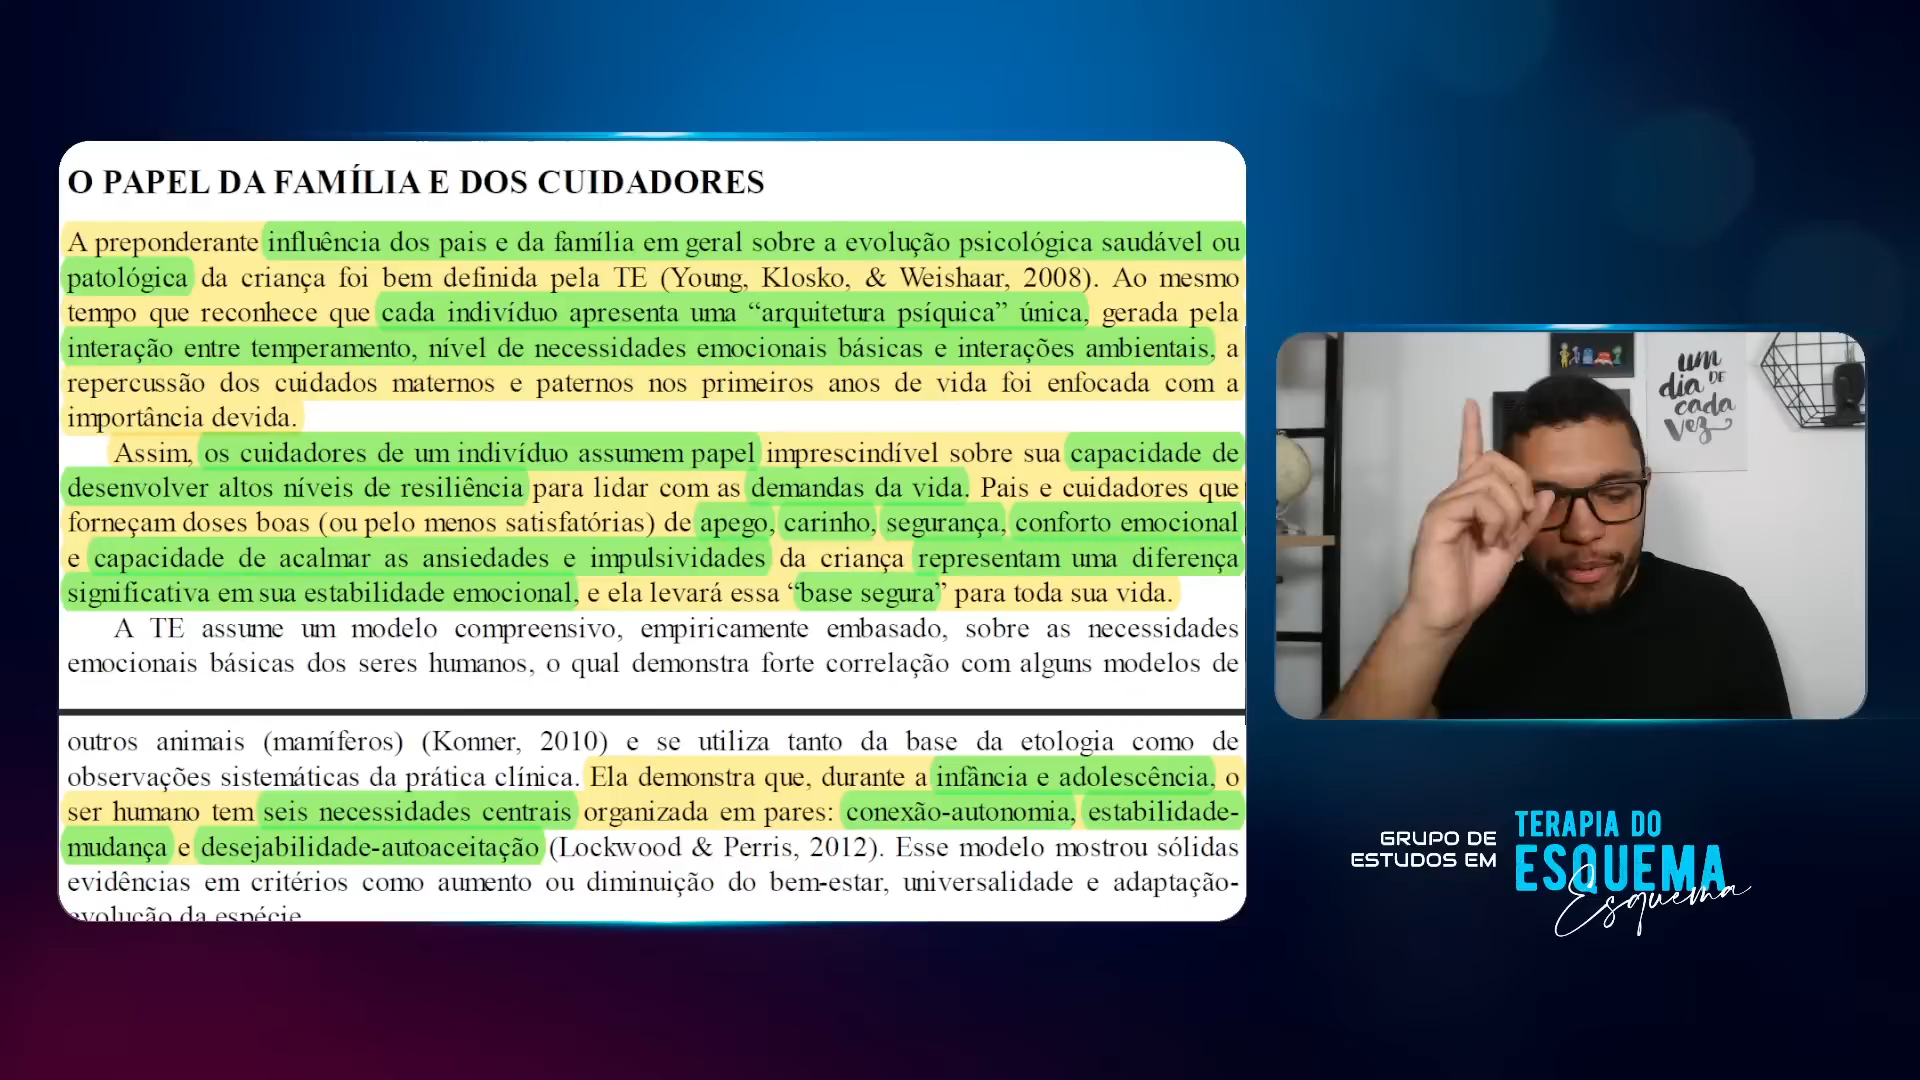 O PAPEL DA FAMÍLIA E DOS CUIDADORES
A preponderante influência dos pais e da família em geral sobre a evolução psicológica saudável ou
patológica da criança foi bem definida pela TE (Young, Klosko, & Weishaar, 2008). Ao mesmo
tempo que reconhece que cada indivíduo apresenta uma “arquitetura psíquica” única, gerada pela
interação entre temperamento, nível de necessidades emocionais básicas e interações ambientais, a
repercussão dos cuidados maternos e paternos nos primeiros anos de vida foi enfocada com a
importância devida.
Assim, os cuidadores de um indivíduo assumem papel imprescindível sobre sua capacidade de
desenvolver altos níveis de resiliência para lidar com as demandas da vida. Pais e cuidadores que
forneçam doses boas (ou pelo menos satisfatórias) de apego, carinho, segurança, conforto emocional
e capacidade de acalmar as ansiedades e impulsividades da criança representam uma diferença
significativa em sua estabilidade emocional, e ela levará essa “base segura” para toda sua vida.
A TE assume um modelo compreensivo, empiricamente embasado, sobre as necessidades
emocionais básicas dos seres humanos, o qual demonstra forte correlação com alguns modelos de
outros animais (mamíferos) (Konner, 2010) e se utiliza tanto da base da etologia como de
observações sistemáticas da prática clínica. Ela demonstra que, durante a infância e adolescência, o
ser humano tem seis necessidades centrais organizada em pares: conexão-autonomia, estabilidade-
mudança e desejabilidade-autoaceitação (Lockwood & Perris, 2012). Esse modelo mostrou sólidas
evidências em critérios como aumento ou diminuição do bem-estar, universalidade e adaptação-
evolução da espécie
um
dia DE
cada
vez
GRUPO DE
ESTUDOS EM
TERAPIA DO
ESQUEMA
Esquema